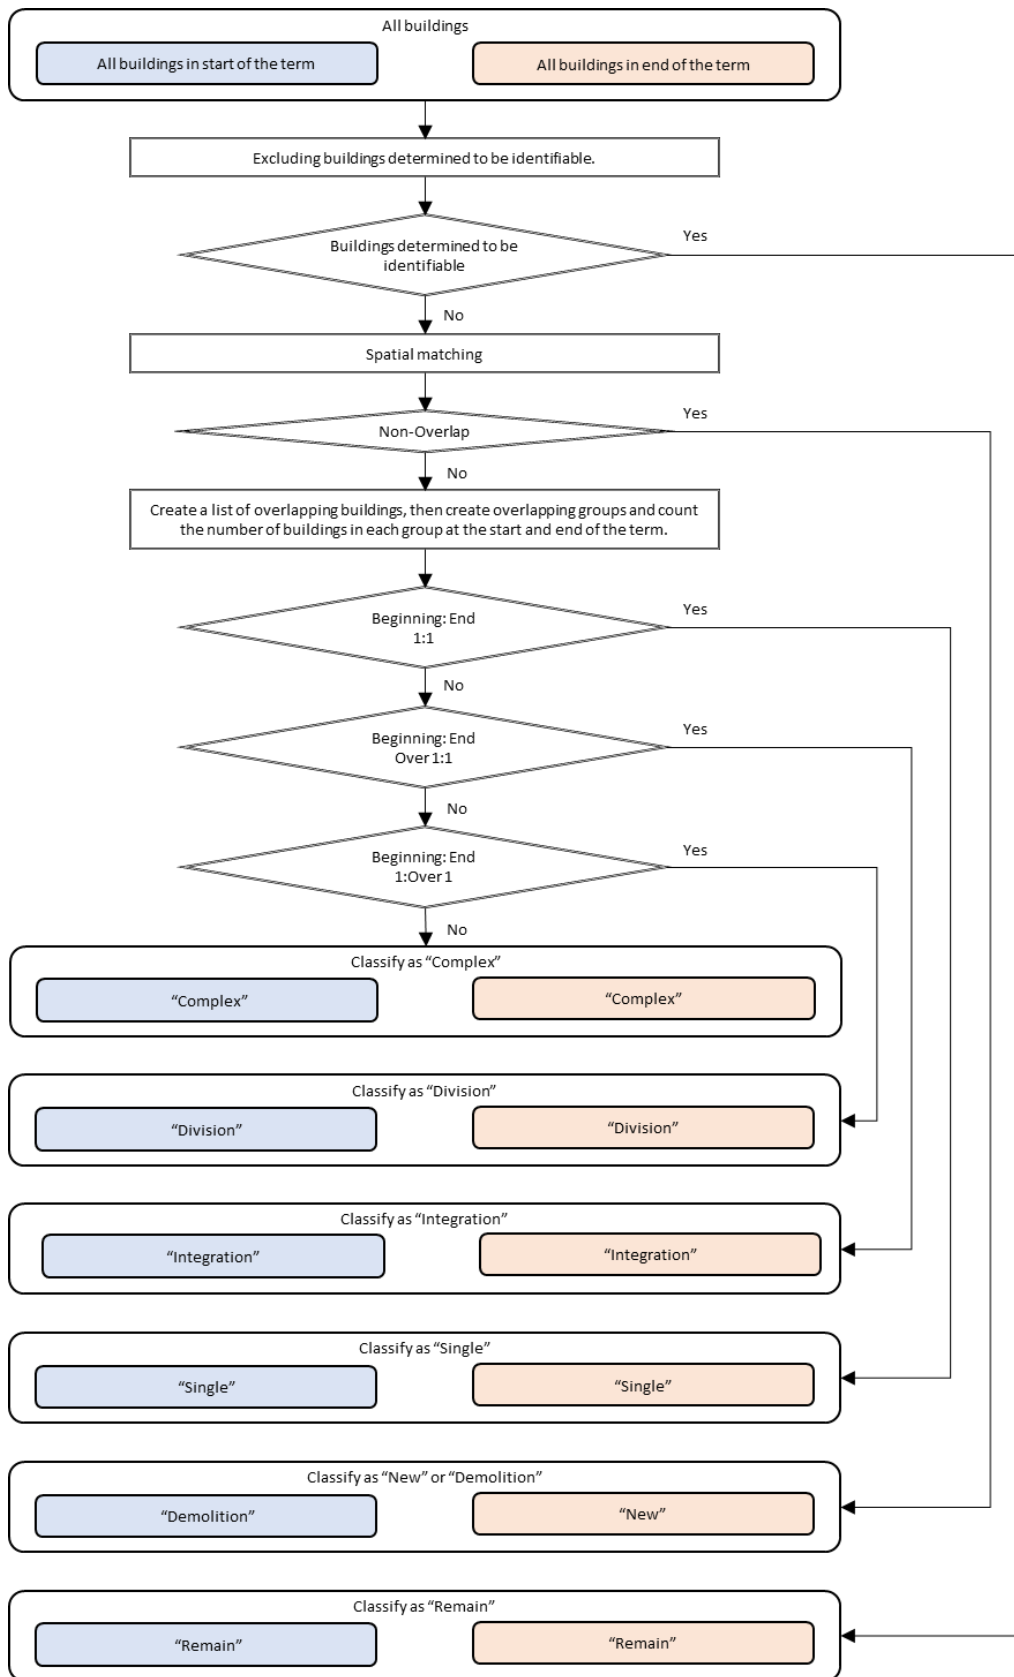 All buildings
All buildings in start of the term
All buildings in end of the term
Excluding buildings determined to be identifiable.
Buildings determined to be
identifiable
Yes
No
Spatial matching
Non-Overlap
Yes
No
Create a list of overlapping buildings, then create overlapping groups and count
the number of buildings in each group at the start and end of the term.
Beginning: End
1:1
Yes
No
Beginning: End
Over 1:1
Yes
No
Beginning: End
1:Over 1
Yes
No
Classify as “Complex”
“Complex”
“Complex”
Classify as “Division”
“Division”
“Division”
Classify as “Integration”
“Integration”
“Integration”
Classify as “Single”
“Single”
“Single”
Classify as “New” or “Demolition”
“Demolition”
“New”
Classify as “Remain”
“Remain”
“Remain”